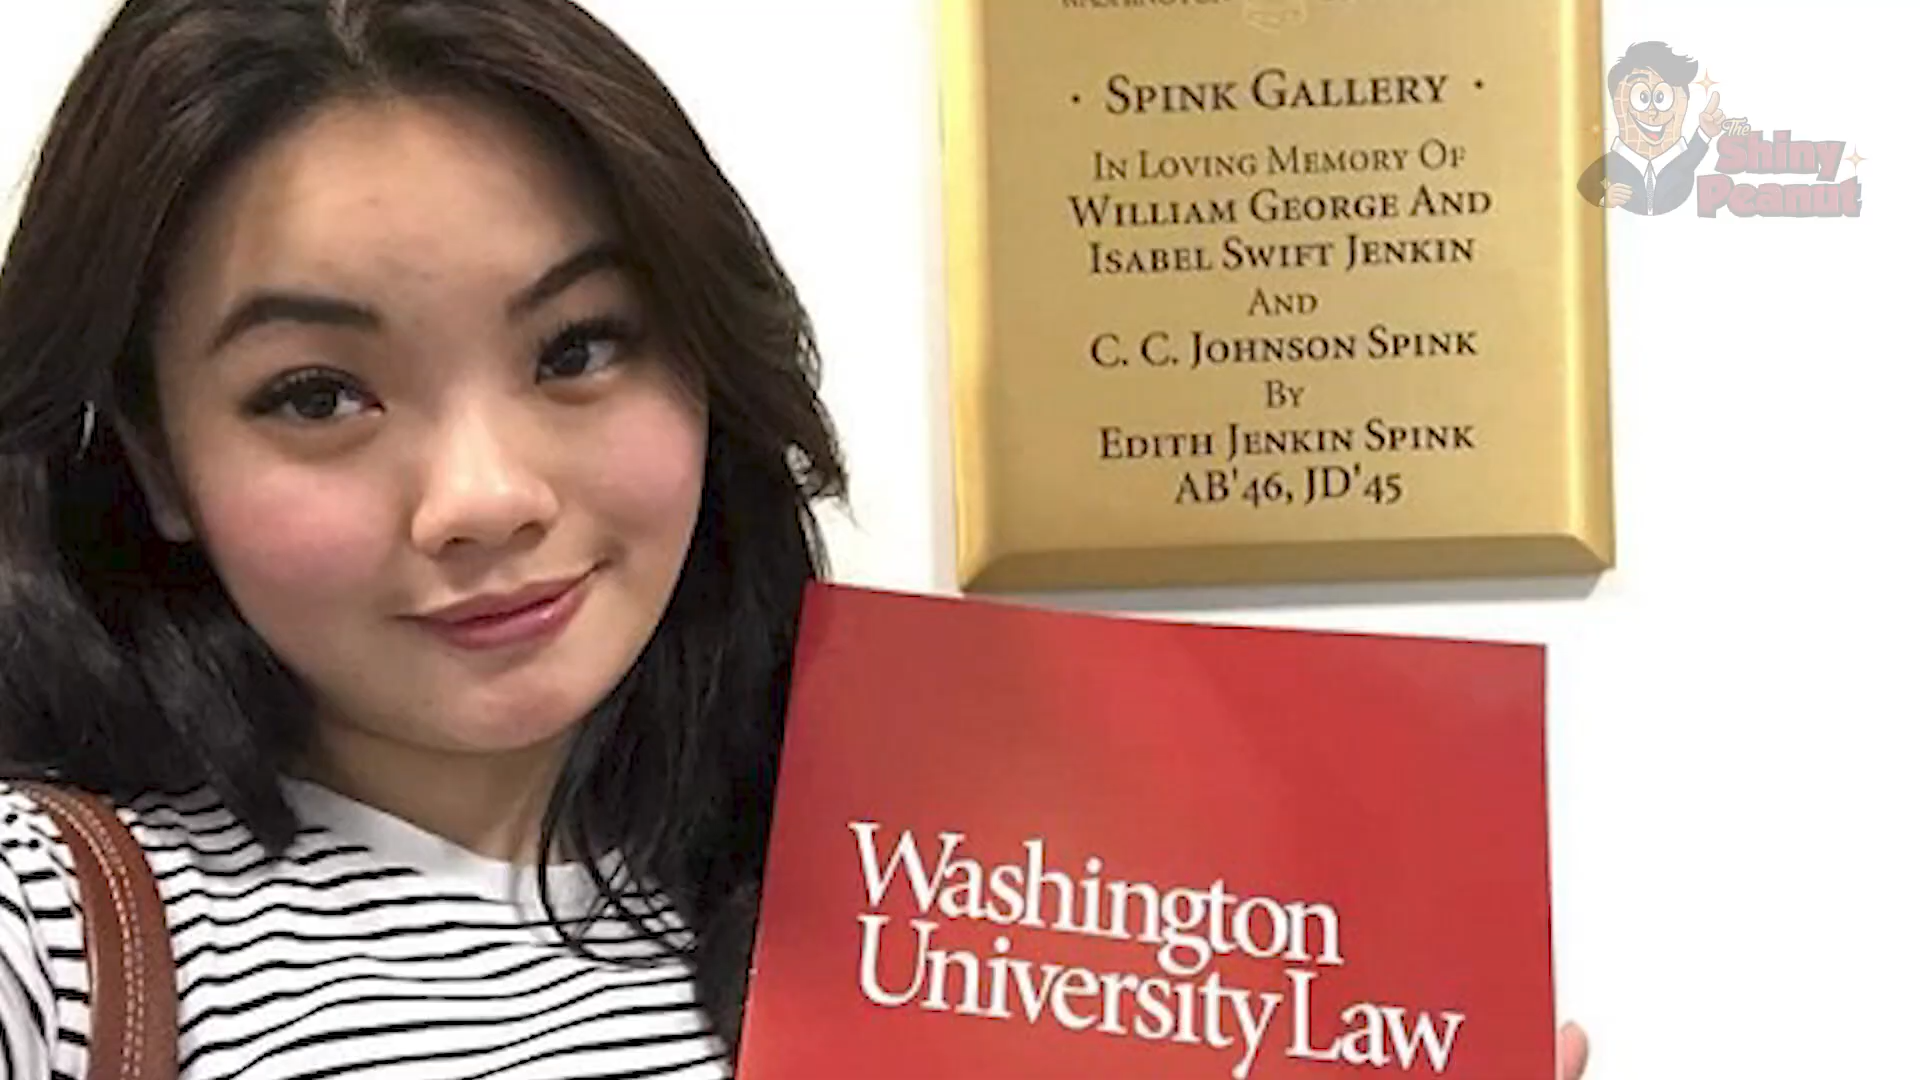 · Spink Gallery ·
In Loving Memory Of
William George And
Isabel Swift Jenkin
And
C. C. Johnson Spink
By
Edith Jenkin Spink
AB'46, JD'45
The
Shiny
Peanut
Washington
University Law